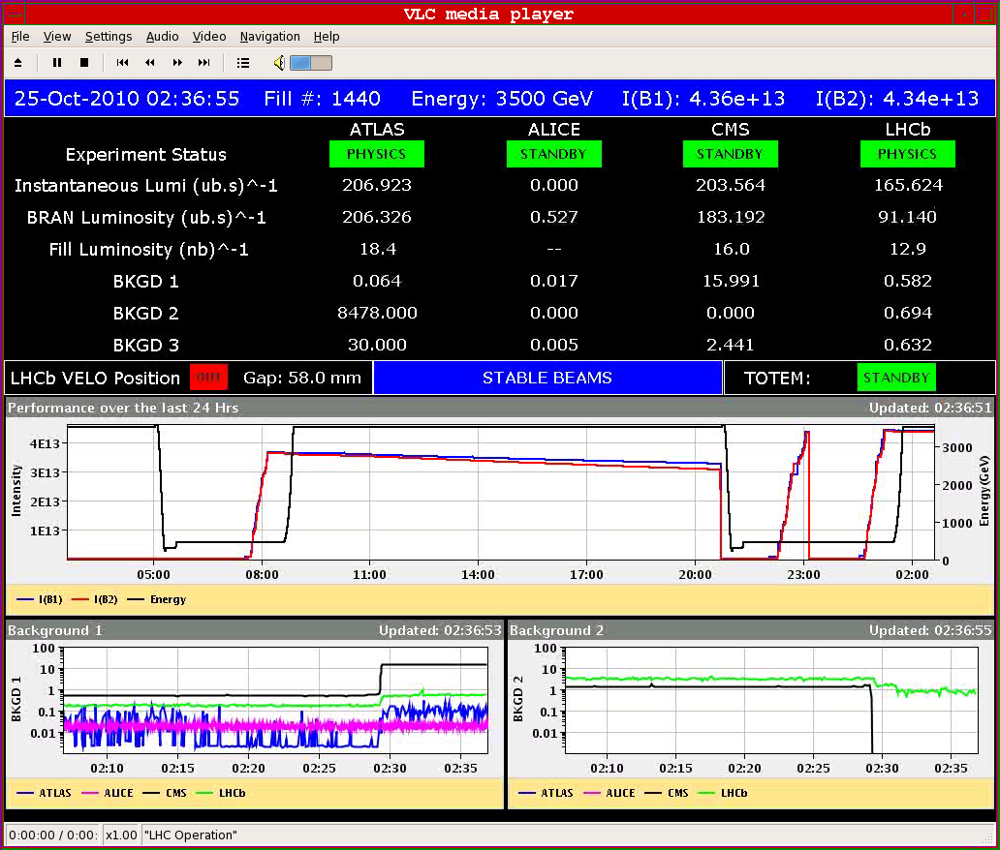 VLC media player
File View Settings Audio Video Navigation Help
25-Oct-2010 02:36:55 Fill #: 1440 Energy: 3500 GeV I(B1): 4.36e+13 I(B2): 4.34e+13
ATLAS ALICE CMS LHCb
Experiment Status PHYSICS STANDBY STANDBY PHYSICS
Instantaneous Lumi (ub.s)^-1 206.923 0.000 203.564 165.624
BRAN Luminosity (ub.s)^-1 206.326 0.527 183.192 91.140
Fill Luminosity (nb)^-1 18.4 -- 16.0 12.9
BKGD 1 0.064 0.017 15.991 0.582
BKGD 2 8478.000 0.000 0.000 0.694
BKGD 3 30.000 0.005 2.441 0.632
LHCb VELO Position OUT Gap: 58.0 mm STABLE BEAMS TOTEM: STANDBY
Performance over the last 24 Hrs Updated: 02:36:51
Intensity
4E13
3E13
2E13
1E13
3000
2000
1000
0
Energy(GeV)
05:00 08:00 11:00 14:00 17:00 20:00 23:00 02:00
I(B1) I(B2) Energy
Background 1 Updated: 02:36:53
BKGD 1
100
10
1
0.1
0.01
02:10 02:15 02:20 02:25 02:30 02:35
ATLAS ALICE CMS LHCb
Background 2 Updated: 02:36:55
BKGD 2
100
10
1
0.1
0.01
02:10 02:15 02:20 02:25 02:30 02:35
ATLAS ALICE CMS LHCb
0:00:00 / 0:00: x1.00 "LHC Operation"